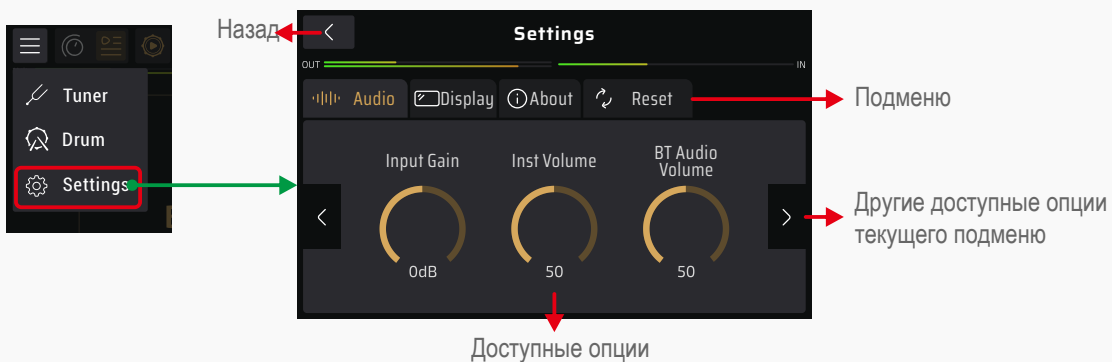 Tuner
Drum
Settings
Назад
Settings
OUT
IN
Audio
Display
About
Reset
Подменю
Input Gain
Inst Volume
BT Audio
Volume
0dB
50
50
Другие доступные опции
текущего подменю
Доступные опции